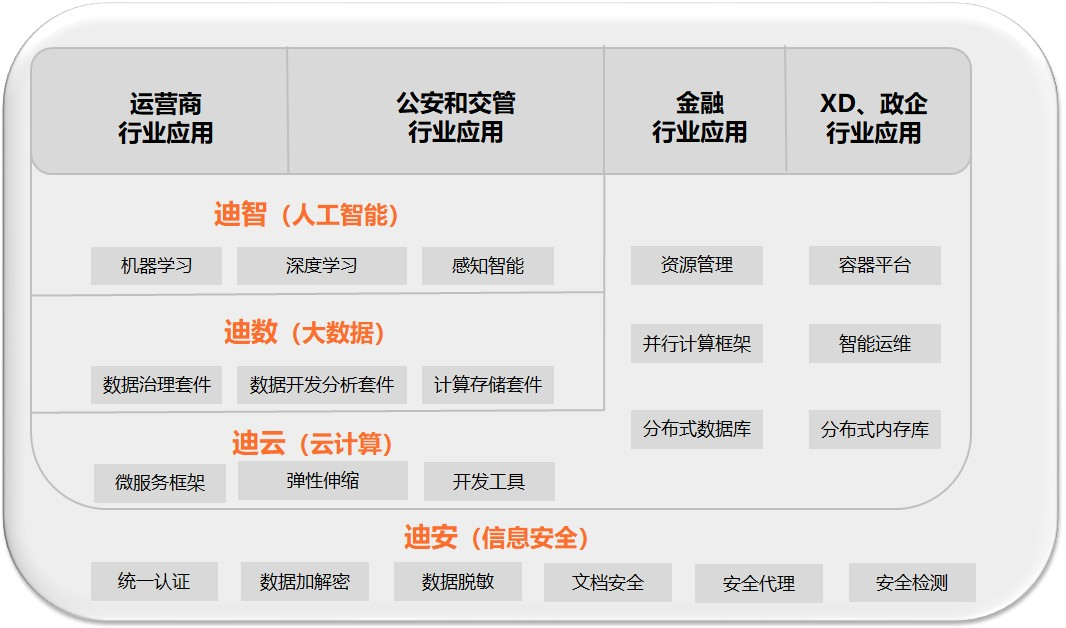 运营商
行业应用
公安和交管
行业应用
金融
行业应用
XD、政企
行业应用
迪智（人工智能）
机器学习
深度学习
感知智能
资源管理
容器平台
迪数（大数据）
并行计算框架
智能运维
数据治理套件
数据开发分析套件
计算存储套件
分布式数据库
分布式内存库
迪云（云计算）
微服务框架
弹性伸缩
开发工具
迪安（信息安全）
统一认证
数据加解密
数据脱敏
文档安全
安全代理
安全检测